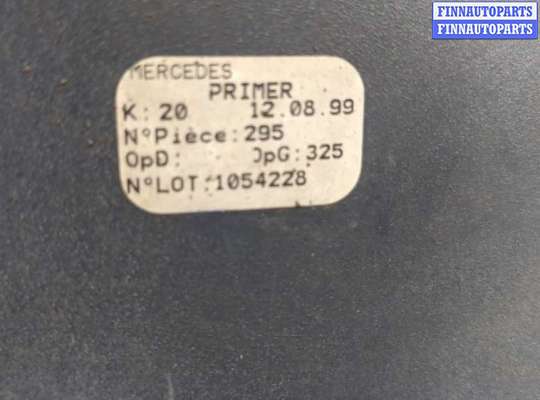 FINNAUTOPARTS
FINNAUTOPARTS
MERCEDES
PRIMER
K: 20 12.08.99
N°Pièce:295
OpD: OpG:325
N°LOT:1054228